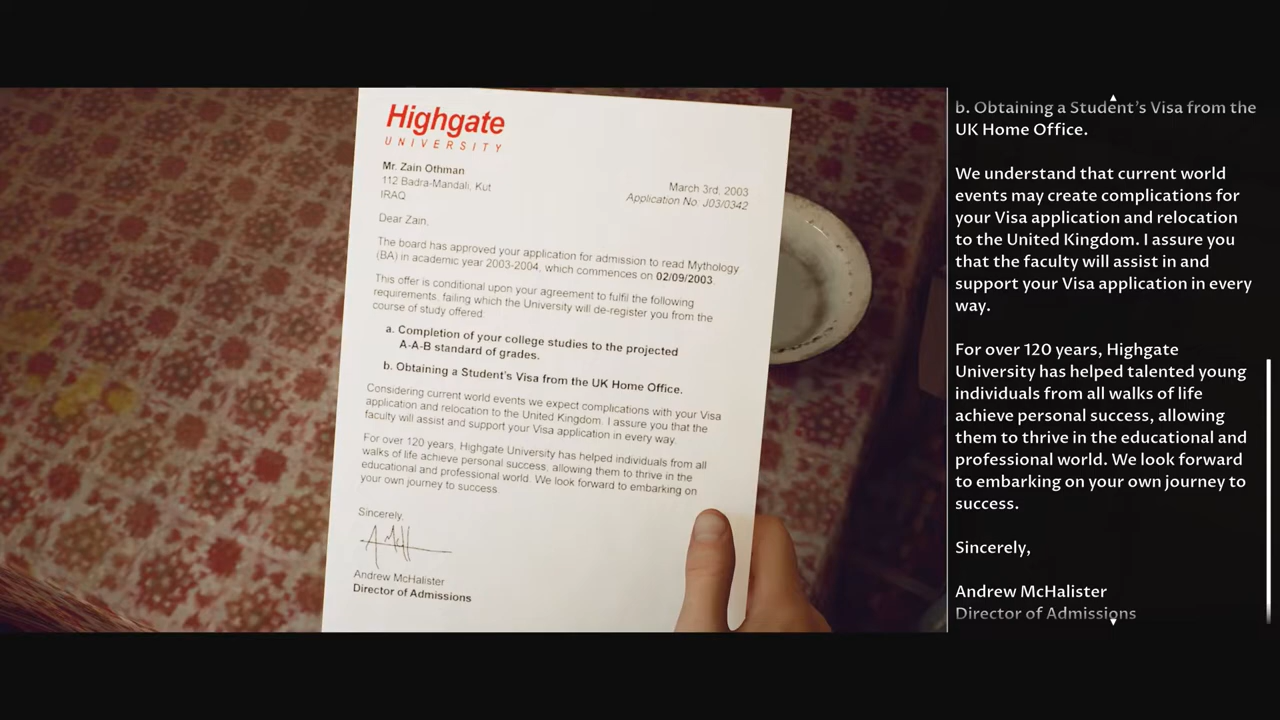 Highgate
UNIVERSITY
Mr. Zain Othman
112 Badra-Mandali, Kut
IRAQ
March 3rd, 2003
Application No. J03/0342
Dear Zain,
The board has approved your application for admission to read Mythology
(BA) in academic year 2003-2004, which commences on 02/09/2003.
This offer is conditional upon your agreement to fulfil the following
requirements, failing which the University will de-register you from the
course of study offered:
a. Completion of your college studies to the projected
A-A-B standard of grades.
b. Obtaining a Student's Visa from the UK Home Office.
Considering current world events we expect complications with your Visa
application and relocation to the United Kingdom. I assure you that the
faculty will assist and support your Visa application in every way.
For over 120 years, Highgate University has helped individuals from all
walks of life achieve personal success, allowing them to thrive in the
educational and professional world. We look forward to embarking on
your own journey to success.
Sincerely,
Andrew McHalister
Director of Admissions
b. Obtaining a Student's Visa from the
UK Home Office.
We understand that current world
events may create complications for
your Visa application and relocation
to the United Kingdom. I assure you
that the faculty will assist in and
support your Visa application in every
way.
For over 120 years, Highgate
University has helped talented young
individuals from all walks of life
achieve personal success, allowing
them to thrive in the educational and
professional world. We look forward
to embarking on your own journey to
success.
Sincerely,
Andrew McHalister
Director of Admissions